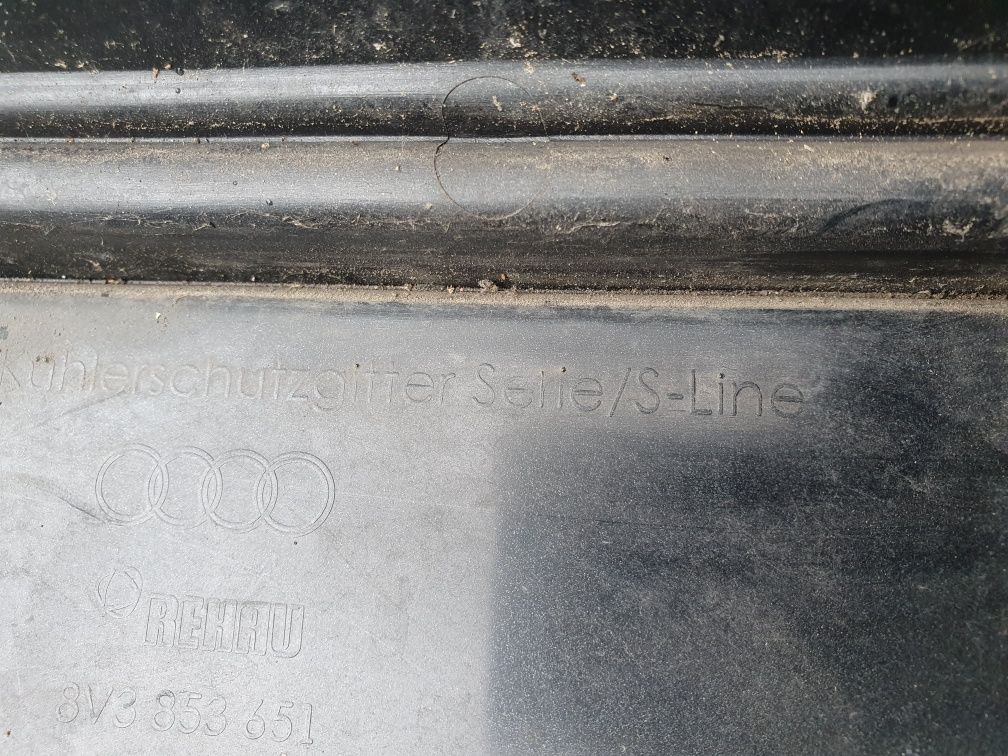 Kühlerschutzgitter Serie/S-Line
REHAU
8V3 853 651